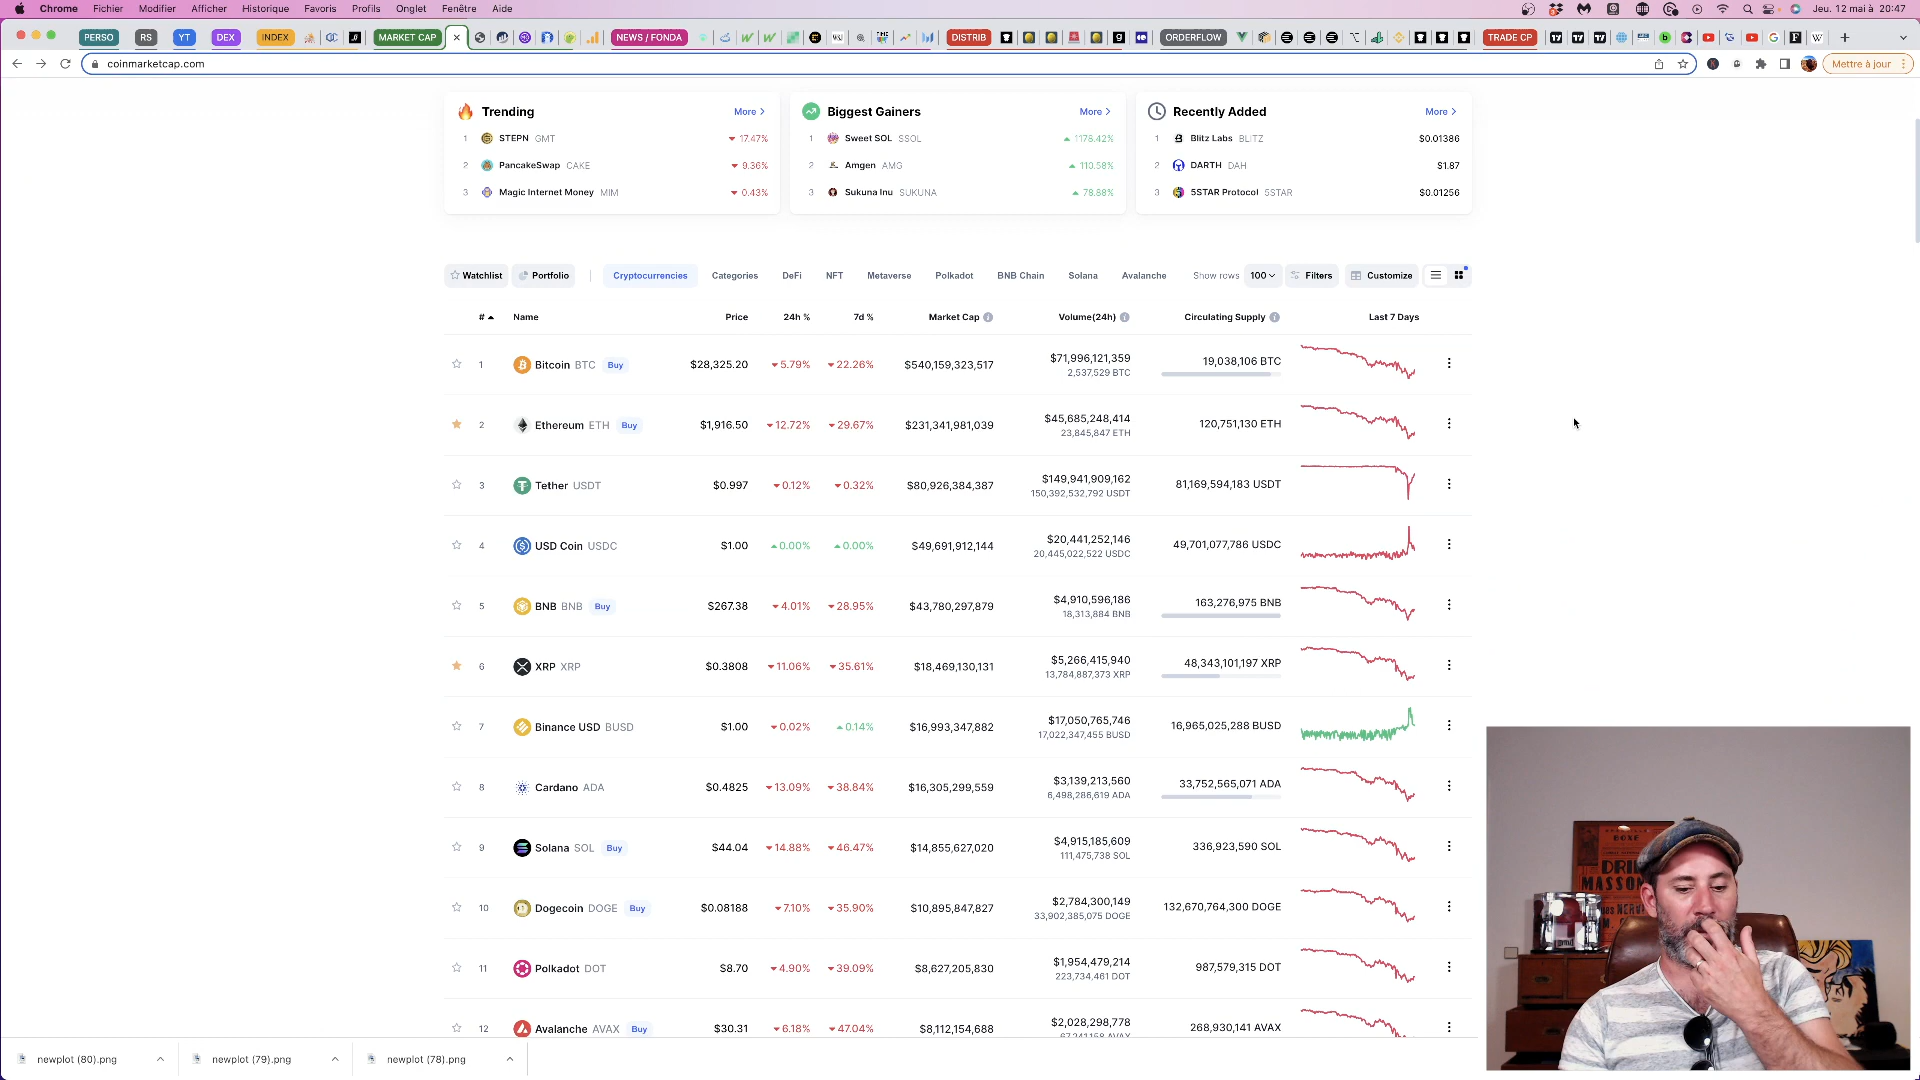 Chrome Fichier Modifier Afficher Historique Favoris Profils Onglet Fenêtre Aide Jeu. 12 mai à 20:47
PERSO RS YT DEX INDEX MARKET CAP NEWS / FONDA DISTRIB ORDERFLOW TRADE CP
coinmarketcap.com Mettre à jour
Trending More Biggest Gainers More Recently Added More
1 STEPN GMT 17.47% 1 Sweet SOL SSOL 1178.42% 1 Blitz Labs BLITZ $0.01386
2 PancakeSwap CAKE 9.36% 2 Amgen AMG 110.58% 2 DARTH DAH $1.87
3 Magic Internet Money MIM 0.43% 3 Sukuna Inu SUKUNA 78.88% 3 5STAR Protocol 5STAR $0.01256
Watchlist Portfolio Cryptocurrencies Categories DeFi NFT Metaverse Polkadot BNB Chain Solana Avalanche Show rows 100 Filters Customize
# Name Price 24h % 7d % Market Cap Volume(24h) Circulating Supply Last 7 Days
1 Bitcoin BTC Buy $28,325.20 5.79% 22.26% $540,159,323,517 $71,996,121,359 19,038,106 BTC
2,537,529 BTC
2 Ethereum ETH Buy $1,916.50 12.72% 29.67% $231,341,981,039 $45,685,248,414 120,751,130 ETH
23,845,847 ETH
3 Tether USDT $0.997 0.12% 0.32% $80,926,384,387 $149,941,909,162 81,169,594,183 USDT
150,392,532,792 USDT
4 USD Coin USDC $1.00 0.00% 0.00% $49,691,912,144 $20,441,252,146 49,701,077,786 USDC
20,445,022,522 USDC
5 BNB BNB Buy $267.38 4.01% 28.95% $43,780,297,879 $4,910,596,186 163,276,975 BNB
18,313,884 BNB
6 XRP XRP $0.3808 11.06% 35.61% $18,469,130,131 $5,266,415,940 48,343,101,197 XRP
13,784,887,373 XRP
7 Binance USD BUSD $1.00 0.02% 0.14% $16,993,347,882 $17,050,765,746 16,965,025,288 BUSD
17,022,347,455 BUSD
8 Cardano ADA $0.4825 13.09% 38.84% $16,305,299,559 $3,139,213,560 33,752,565,071 ADA
6,498,286,619 ADA
9 Solana SOL Buy $44.04 14.88% 46.47% $14,855,627,020 $4,915,185,609 336,923,590 SOL
111,475,738 SOL
10 Dogecoin DOGE Buy $0.08188 7.10% 35.90% $10,895,847,827 $2,784,300,149 132,670,764,300 DOGE
33,902,385,075 DOGE
11 Polkadot DOT $8.70 4.90% 39.09% $8,627,205,830 $1,954,479,214 987,579,315 DOT
223,734,461 DOT
12 Avalanche AVAX Buy $30.31 6.18% 47.04% $8,112,154,688 $2,028,298,778 268,930,141 AVAX
BOXE
MASSON
newplot (80).png newplot (79).png newplot (78).png